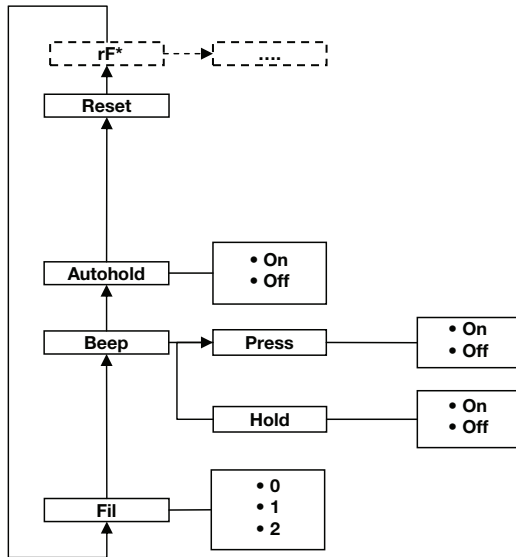 rF*
....
Reset
Autohold
• On
• Off
Beep
Press
• On
• Off
Hold
• On
• Off
Fil
• 0
• 1
• 2